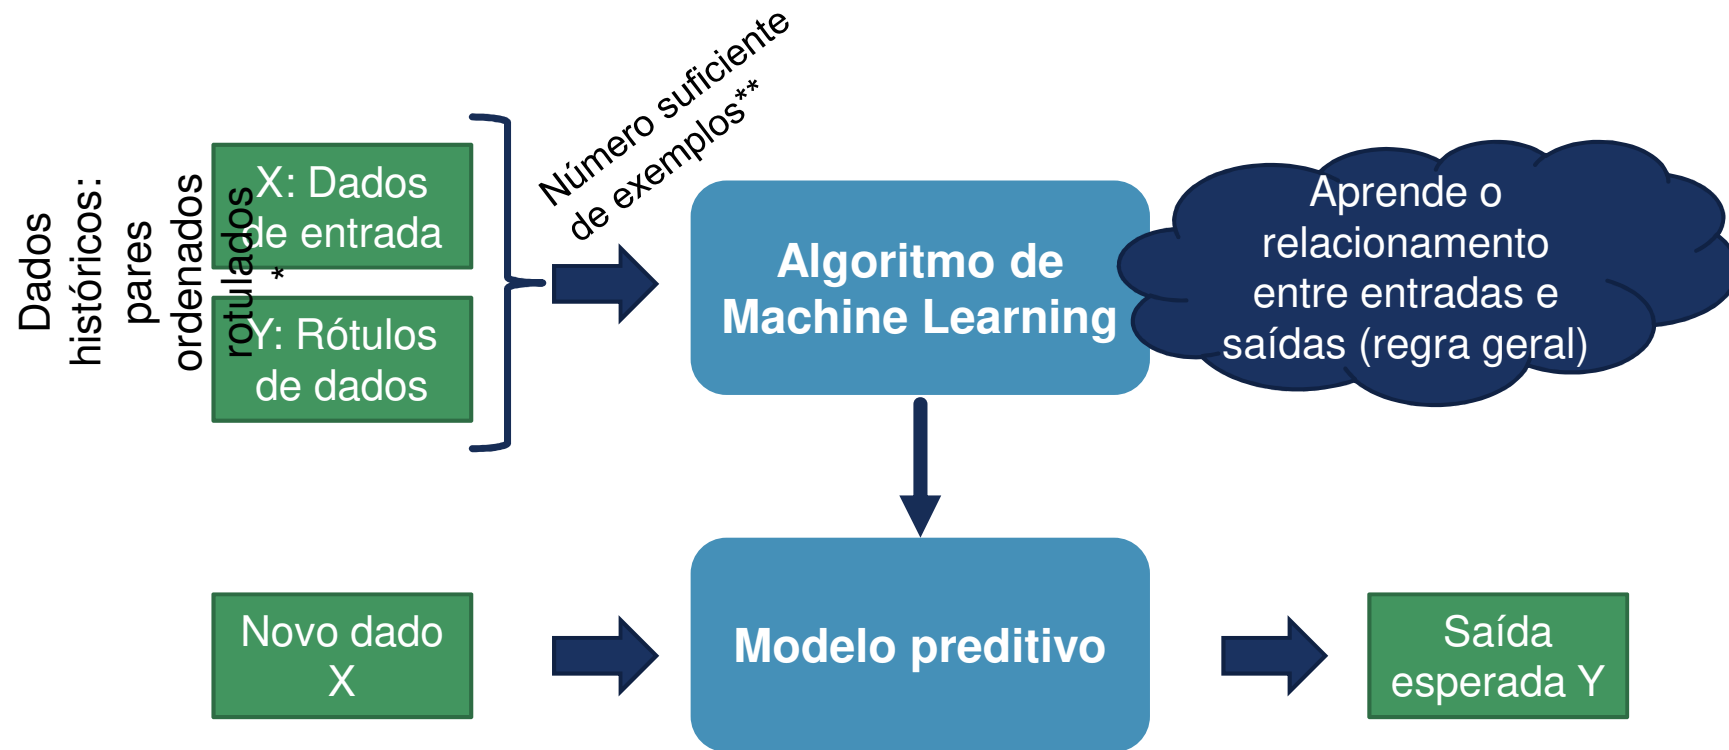 Número suficiente
de exemplos**
Dados
históricos:
pares
ordenados
rotulados
*
X: Dados
de entrada
Y: Rótulos
de dados
Algoritmo de
Machine Learning
Aprende o
relacionamento
entre entradas e
saídas (regra geral)
Novo dado
X
Modelo preditivo
Saída
esperada Y